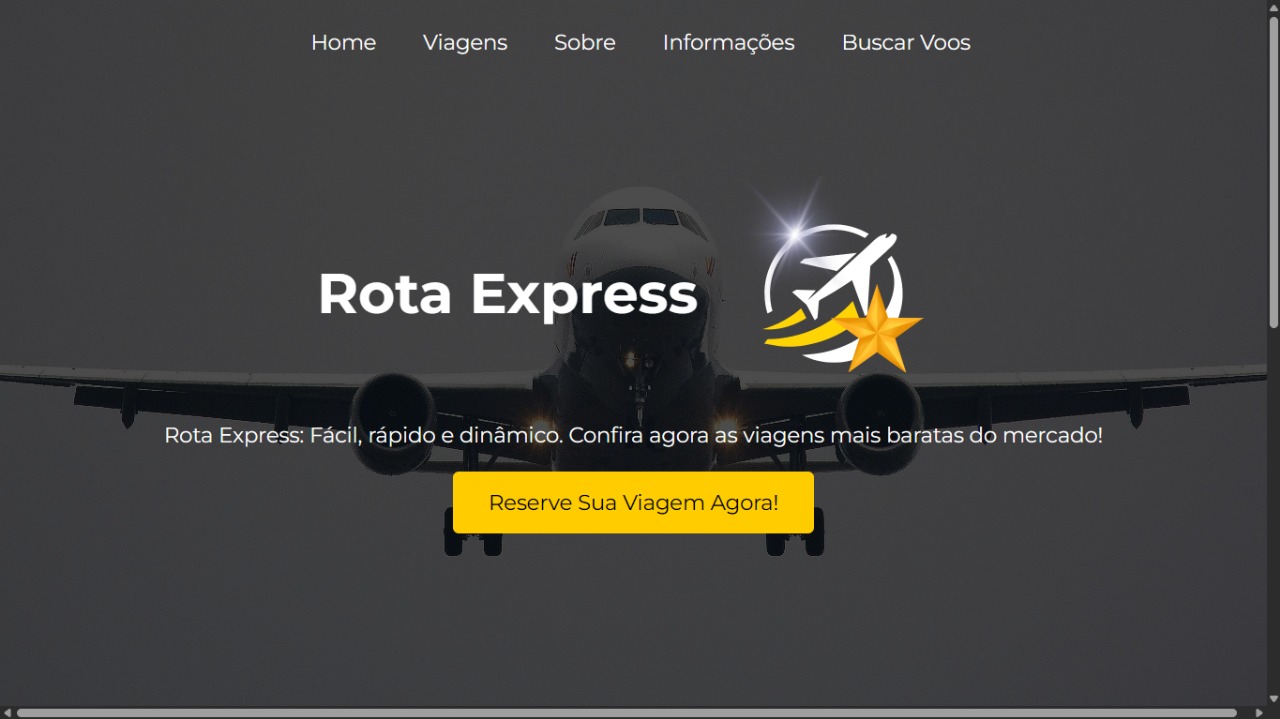 Home Viagens Sobre Informações Buscar Voos
Rota Express
Rota Express: Fácil, rápido e dinâmico. Confira agora as viagens mais baratas do mercado!
Reserve Sua Viagem Agora!